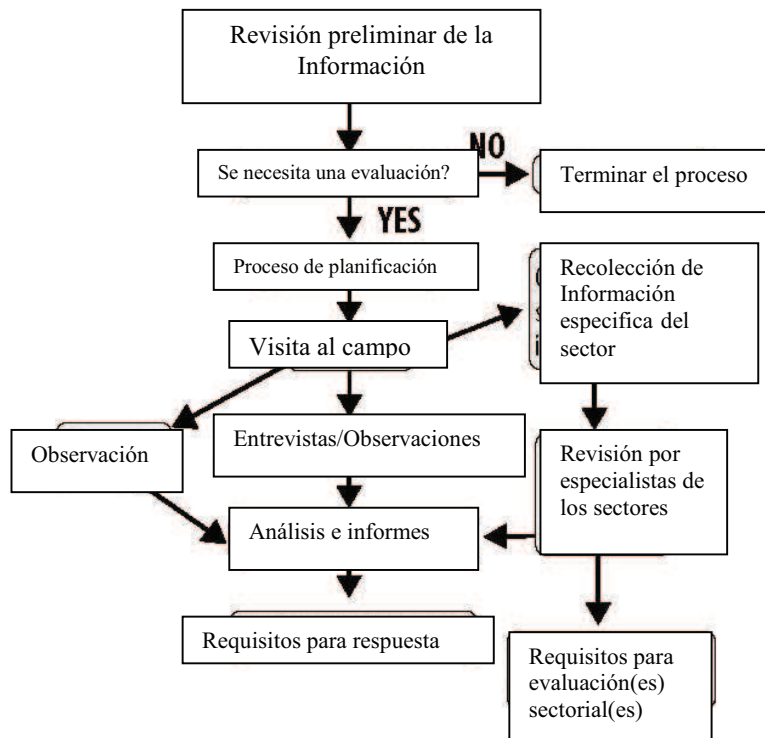 Revisión preliminar de la
Información
NO
Se necesita una evaluación?
Terminar el proceso
YES
Proceso de planificación
Recolección de
Información
especifica del
sector
Visita al campo
Observación
Entrevistas/Observaciones
Revisión por
especialistas de
los sectores
Análisis e informes
Requisitos para respuesta
Requisitos para
evaluación(es)
sectorial(es)